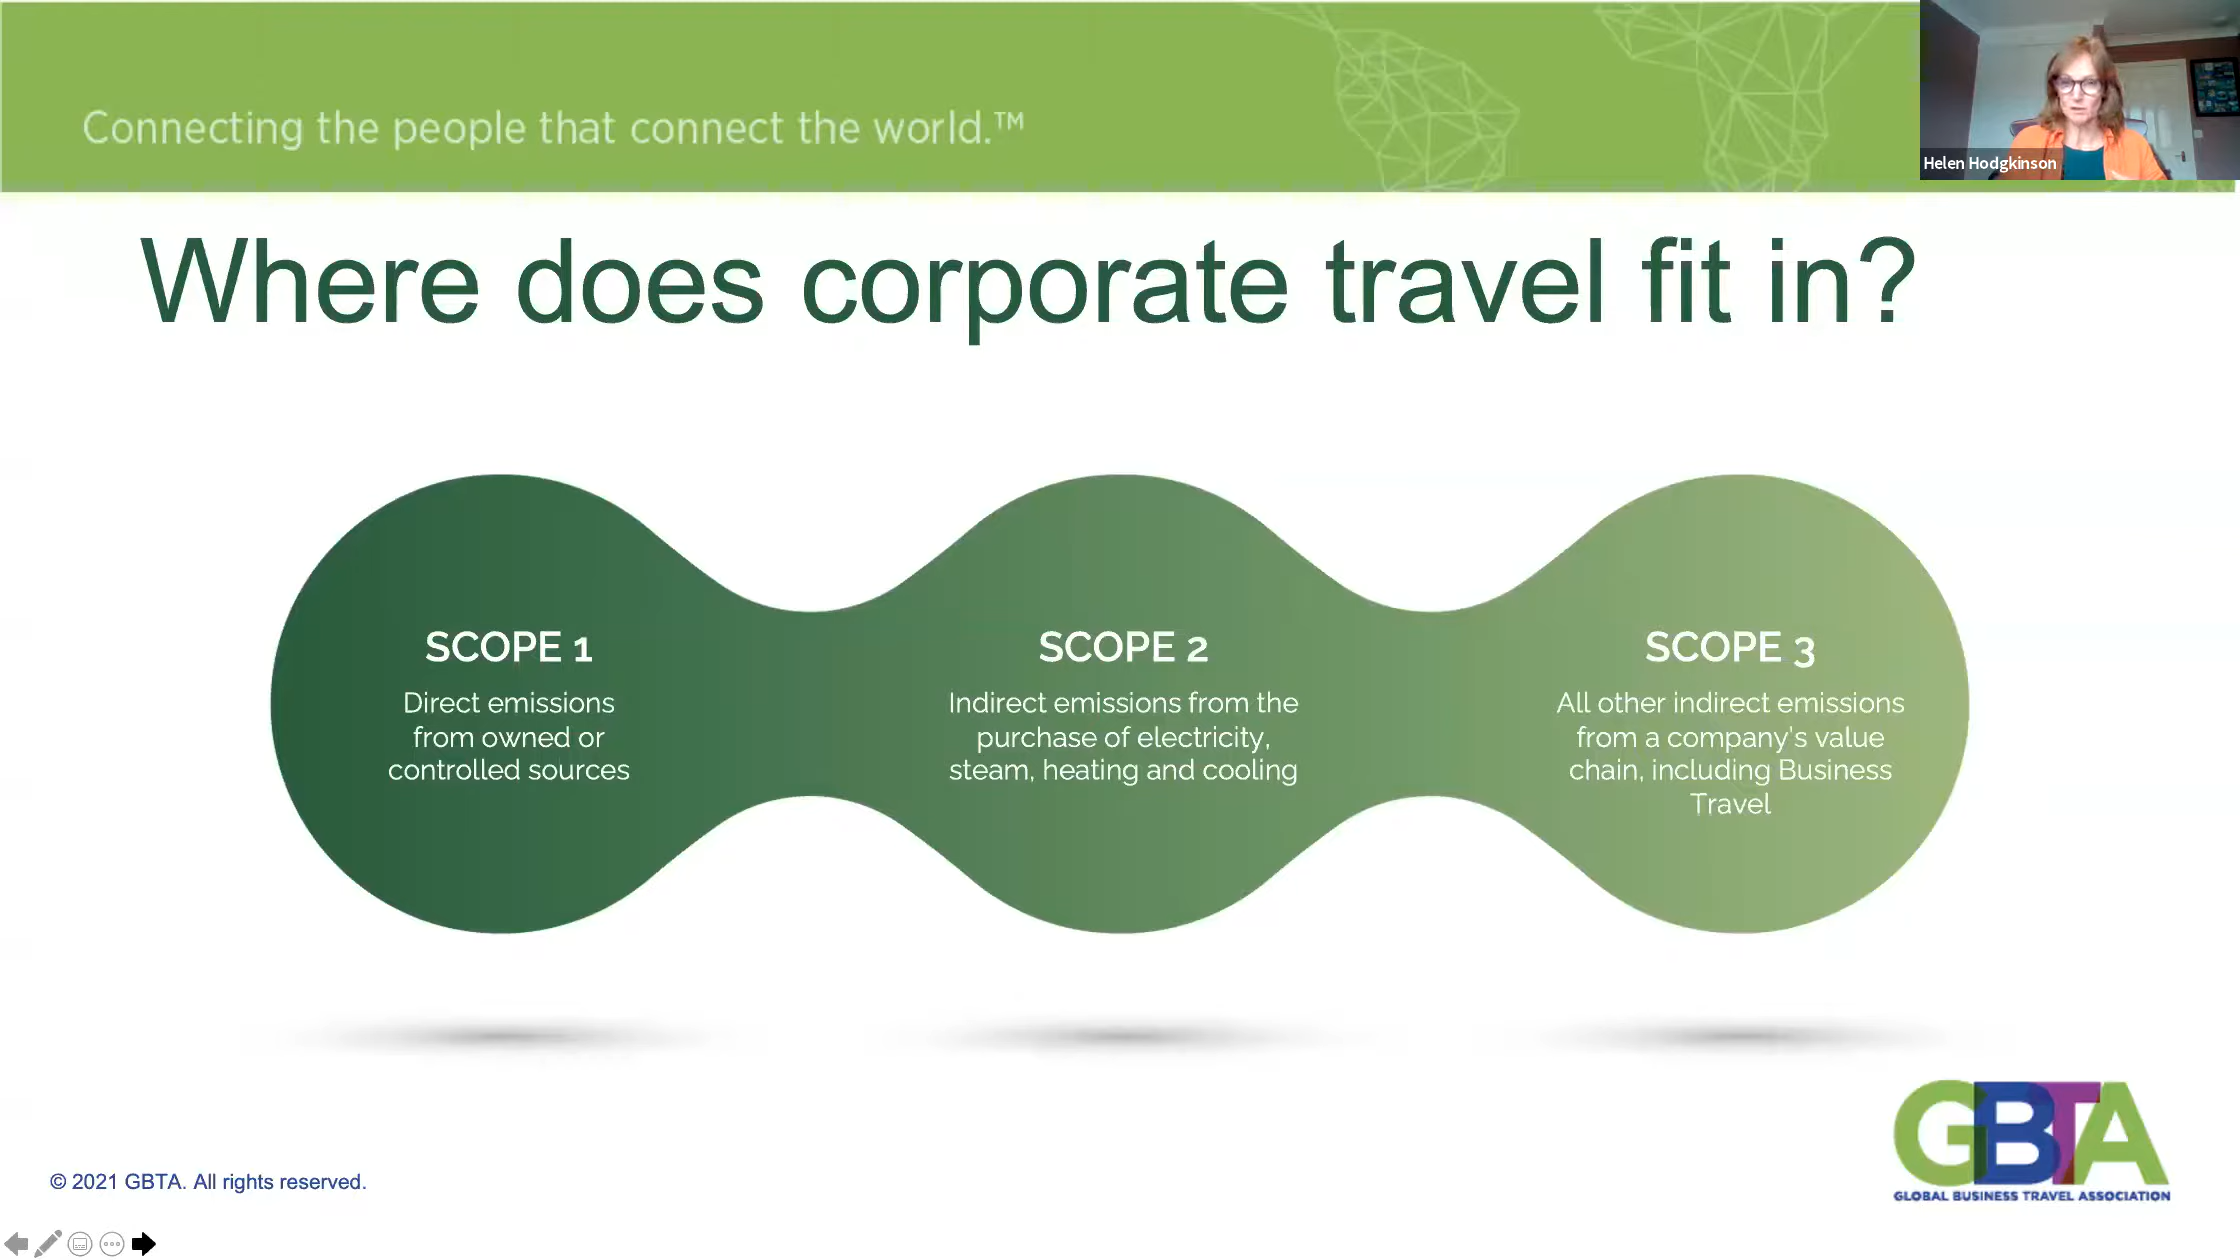 Connecting the people that connect the world.™
Helen Hodgkinson
Where does corporate travel fit in?
SCOPE 1
Direct emissions
from owned or
controlled sources
SCOPE 2
Indirect emissions from the
purchase of electricity,
steam, heating and cooling
SCOPE 3
All other indirect emissions
from a company's value
chain, including Business
Travel
GBTA
GLOBAL BUSINESS TRAVEL ASSOCIATION
© 2021 GBTA. All rights reserved.